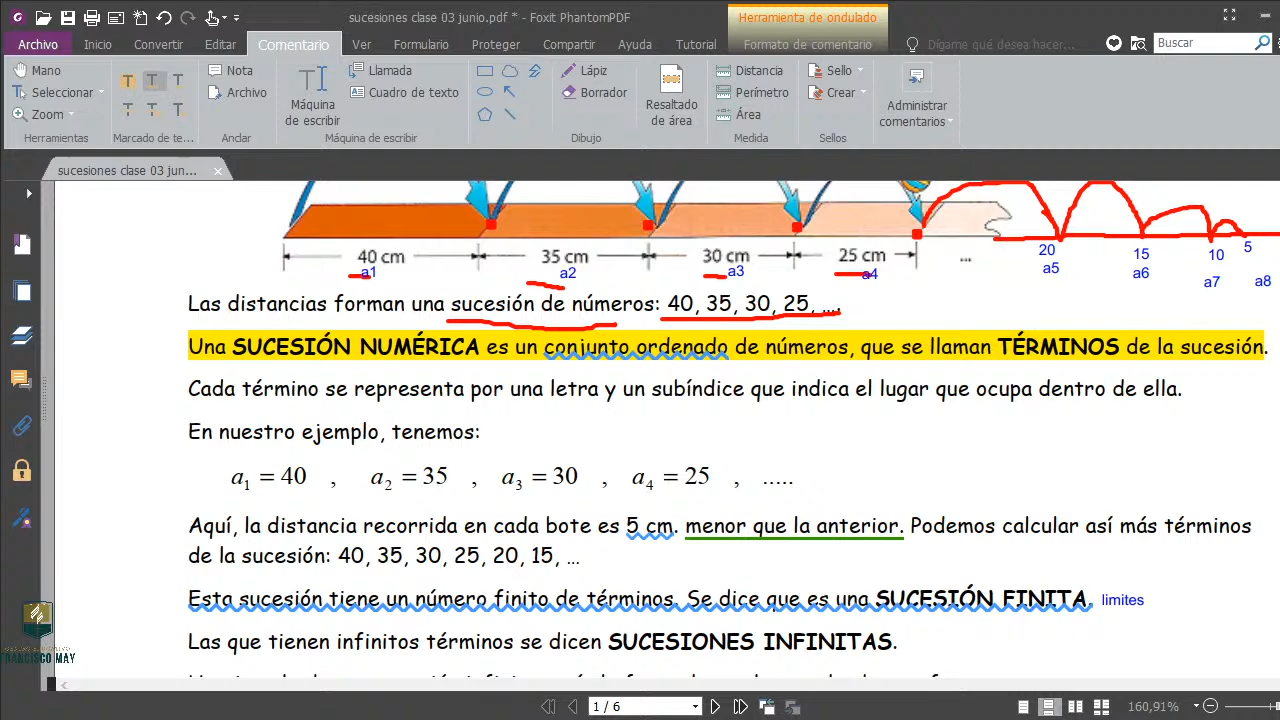 sucesiones clase 03 junio.pdf * - Foxit PhantomPDF
Herramienta de ondulado
Archivo Inicio Convertir Editar Comentario Ver Formulario Proteger Compartir Ayuda Tutorial Formato de comentario Dígame qué desea hacer... Buscar
Mano
Seleccionar
Zoom
Herramientas
T T T
T T T
Marcado de te...
Nota
Archivo
Anclar
Máquina
de escribir
Llamada
Cuadro de texto
Máquina de escribir
Lápiz
Borrador
Dibujo
Resaltado
de área
Distancia
Perímetro
Área
Medida
Sello
Crear
Sellos
Administrar
comentarios
sucesiones clase 03 jun... ×
40 cm 35 cm 30 cm 25 cm ... 20 15 10 5
a1 a2 a3 a4 a5 a6 a7 a8
Las distancias forman una sucesión de números: 40, 35, 30, 25, ....
Una SUCESIÓN NUMÉRICA es un conjunto ordenado de números, que se llaman TÉRMINOS de la sucesión.
Cada término se representa por una letra y un subíndice que indica el lugar que ocupa dentro de ella.
En nuestro ejemplo, tenemos:
a1 = 40 , a2 = 35 , a3 = 30 , a4 = 25 , .....
Aquí, la distancia recorrida en cada bote es 5 cm. menor que la anterior. Podemos calcular así más términos
de la sucesión: 40, 35, 30, 25, 20, 15, ...
Esta sucesión tiene un número finito de términos. Se dice que es una SUCESIÓN FINITA. limites
Las que tienen infinitos términos se dicen SUCESIONES INFINITAS.
FRANCISCO MAY
1 / 6
160,91%